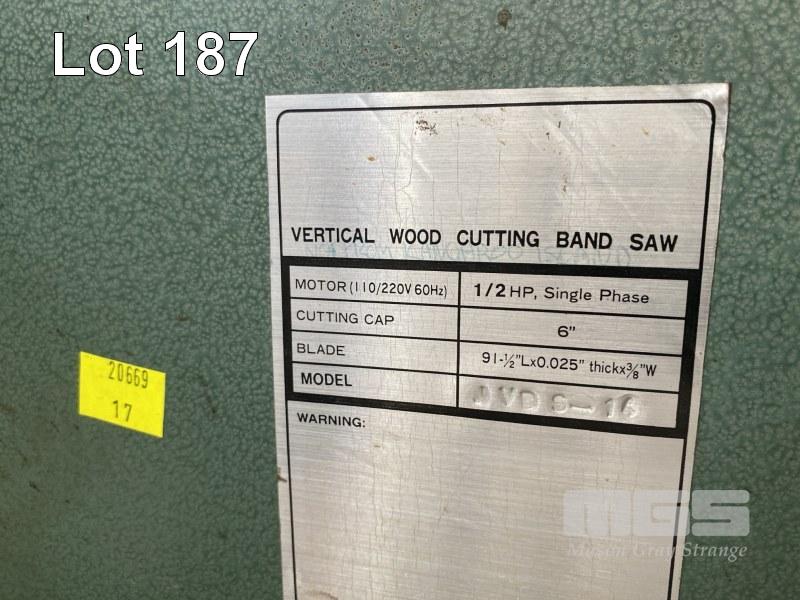 Lot 187
VERTICAL WOOD CUTTING BAND SAW
MOTOR (110/220V 60Hz) 1/2 HP, Single Phase
CUTTING CAP 6"
BLADE 91-½"Lx0.025" thickx⅜"W
MODEL
WARNING:
20669
17
MGS
Mason Gray Strange